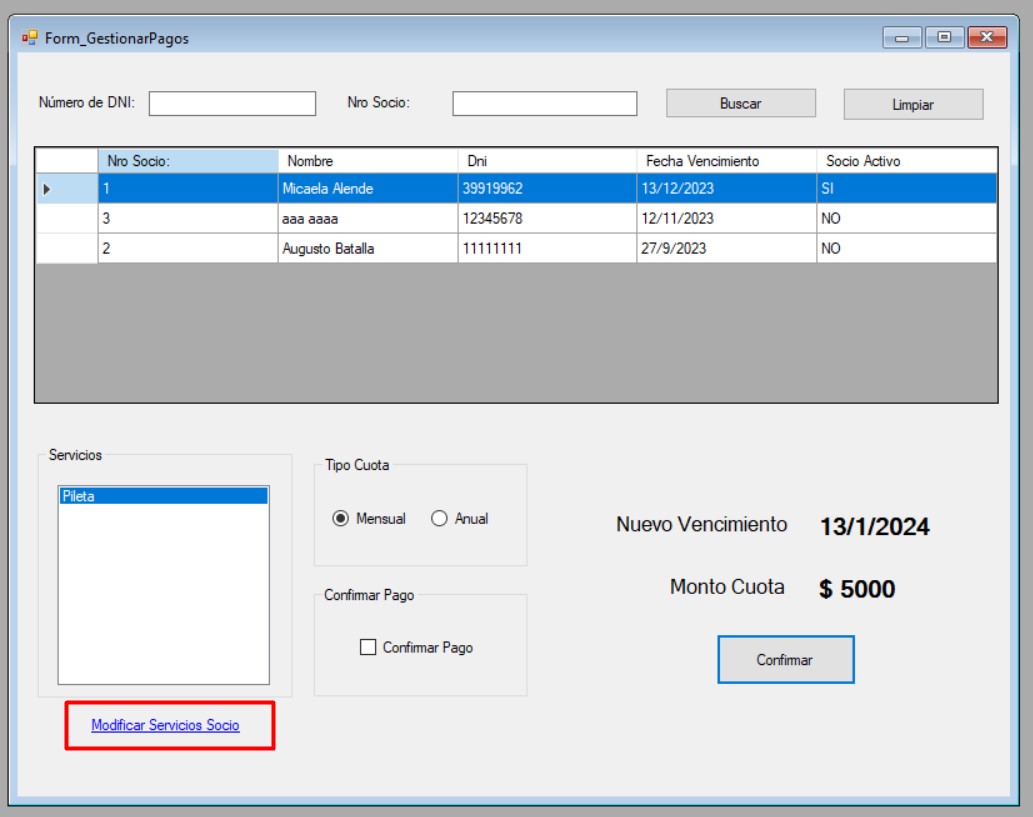 Form_GestionarPagos
Número de DNI: Nro Socio: Buscar Limpiar
Nro Socio: Nombre Dni Fecha Vencimiento Socio Activo
1 Micaela Alende 39919962 13/12/2023 SI
3 aaa aaaa 12345678 12/11/2023 NO
2 Augusto Batalla 11111111 27/9/2023 NO
Servicios
Pileta
Tipo Cuota
Mensual Anual
Confirmar Pago
Confirmar Pago
Nuevo Vencimiento 13/1/2024
Monto Cuota $ 5000
Confirmar
Modificar Servicios Socio